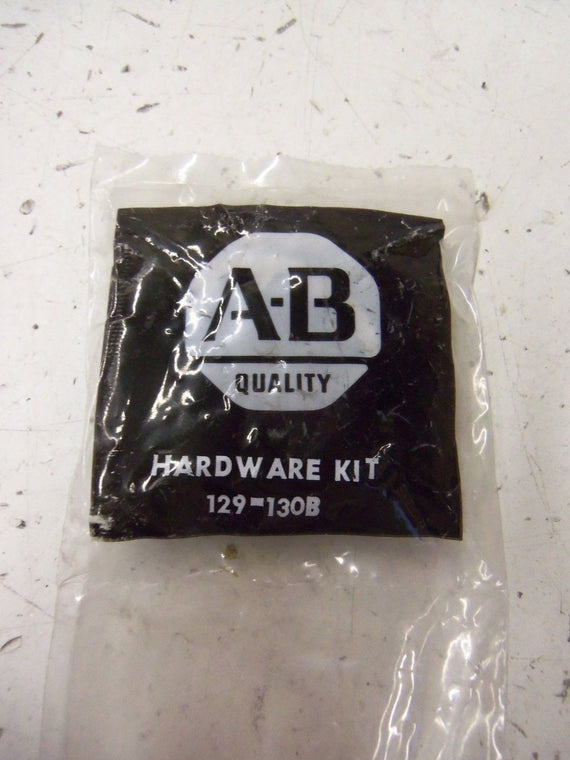 A-B
QUALITY
HARDWARE KIT
129-130B